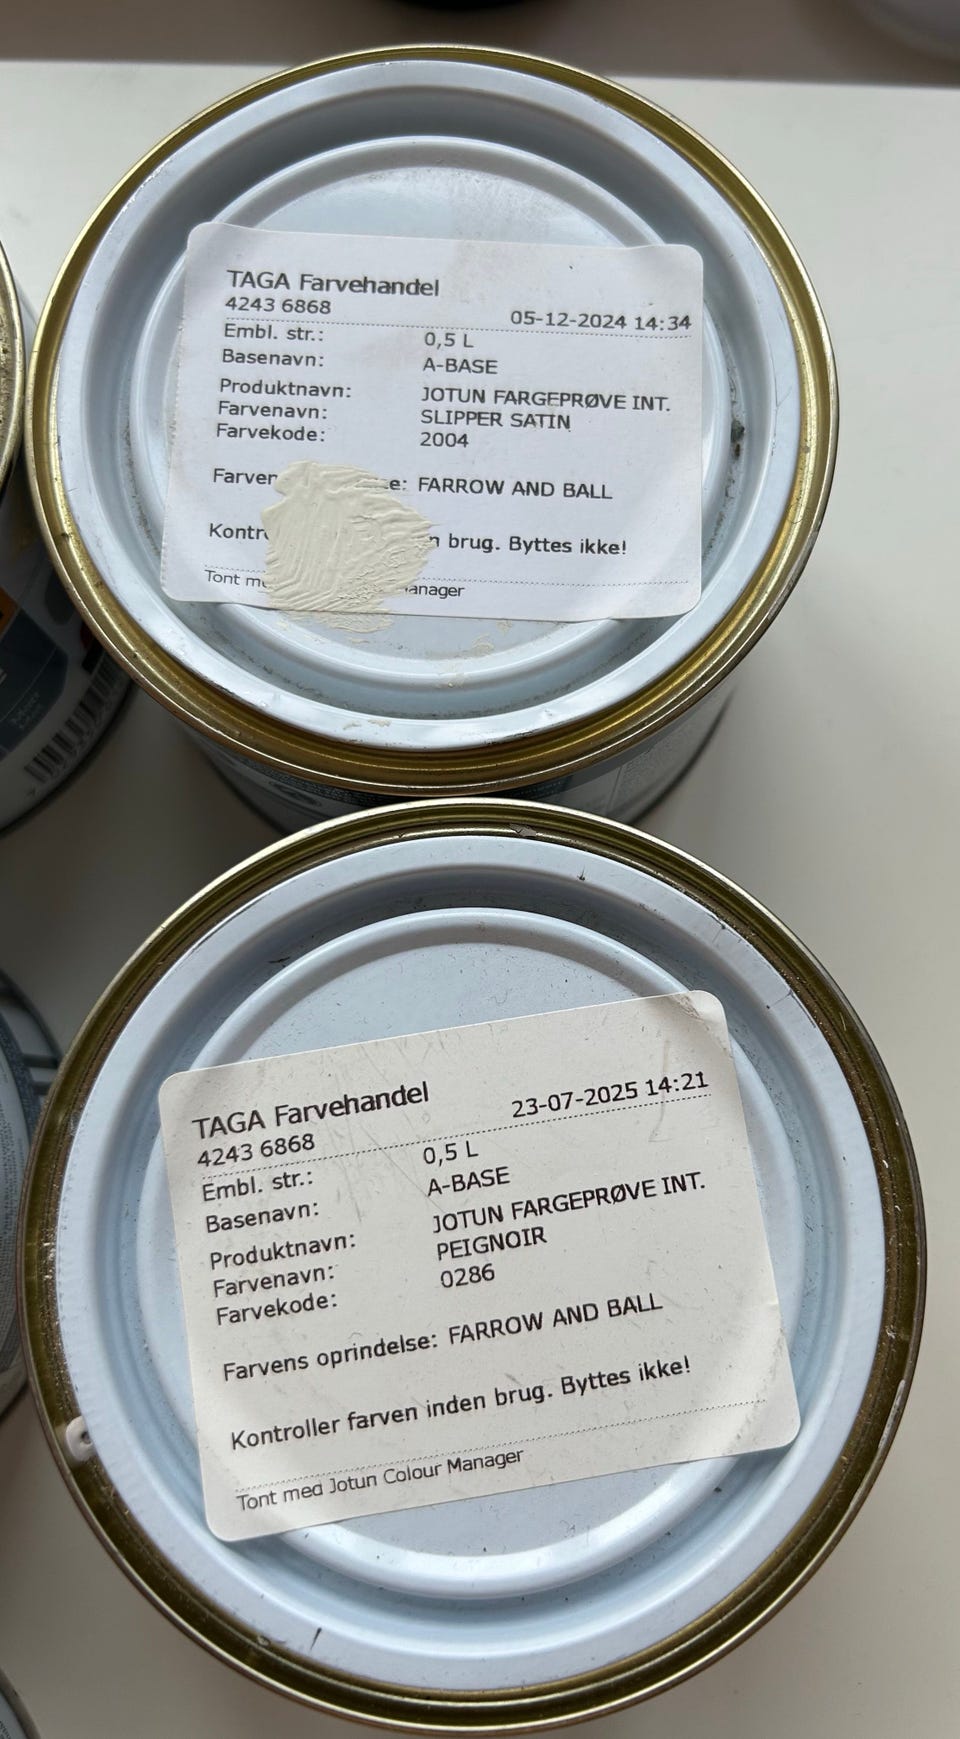 TAGA Farvehandel
4243 6868 05-12-2024 14:34
Embl. str.: 0,5 L
Basenavn: A-BASE
Produktnavn: JOTUN FARGEPRØVE INT.
Farvenavn: SLIPPER SATIN
Farvekode: 2004
FARROW AND BALL
brug. Byttes ikke!
Tont
TAGA Farvehandel
4243 6868 23-07-2025 14:21
Embl. str.: 0,5 L
Basenavn: A-BASE
Produktnavn: JOTUN FARGEPRØVE INT.
Farvenavn: PEIGNOIR
Farvekode: 0286
Farvens oprindelse: FARROW AND BALL
Kontroller farven inden brug. Byttes ikke!
Tont med Jotun Colour Manager